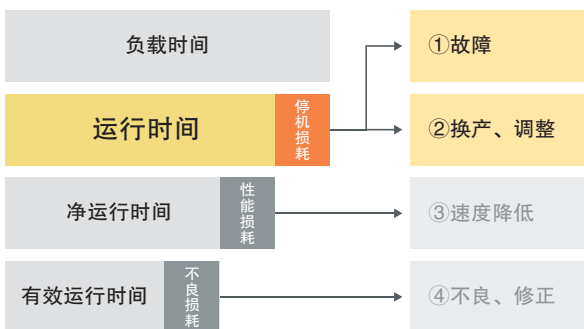 负载时间
①故障
运行时间
停机损耗
②换产、调整
净运行时间
性能损耗
③速度降低
有效运行时间
不良损耗
④不良、修正